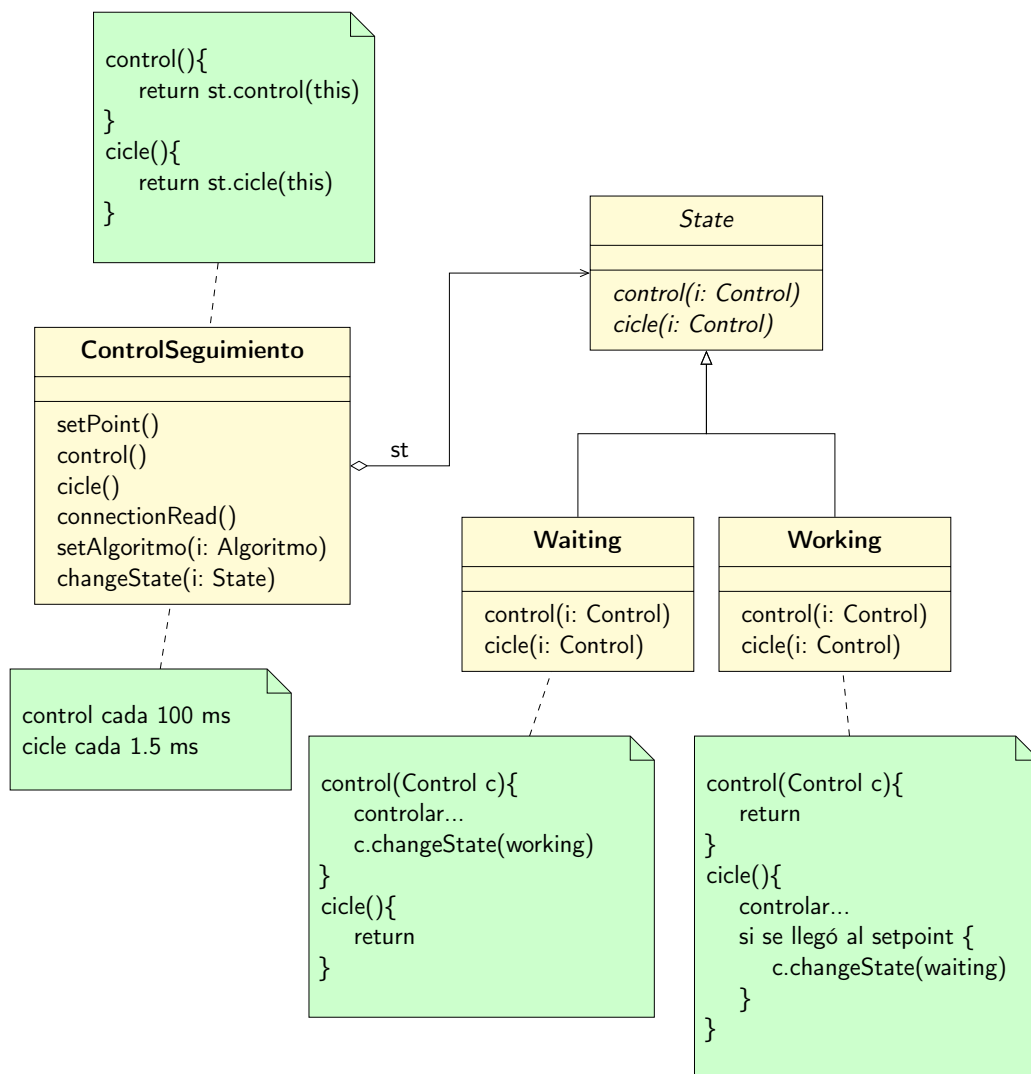 control(){
return st.control(this)
}
cicle(){
return st.cicle(this)
}
State
control(i: Control)
cicle(i: Control)
ControlSeguimiento
setPoint()
control()
cicle()
connectionRead()
setAlgoritmo(i: Algoritmo)
changeState(i: State)
st
Waiting
control(i: Control)
cicle(i: Control)
Working
control(i: Control)
cicle(i: Control)
control cada 100 ms
cicle cada 1.5 ms
control(Control c){
controlar...
c.changeState(working)
}
cicle(){
return
}
control(Control c){
return
}
cicle(){
controlar...
si se llegó al setpoint {
c.changeState(waiting)
}
}